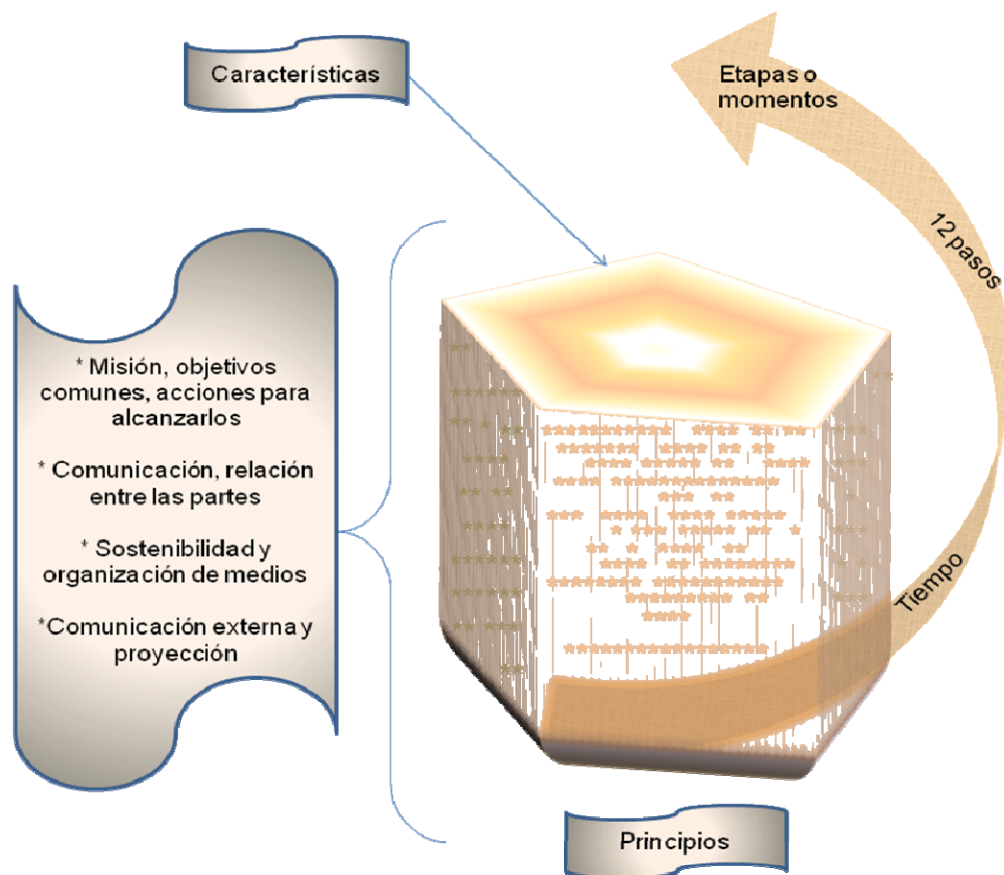 Características
Etapas o
momentos
12 pasos
Tiempo
* Misión, objetivos
comunes, acciones para
alcanzarlos
* Comunicación, relación
entre las partes
* Sostenibilidad y
organización de medios
*Comunicación externa y
proyección
Principios